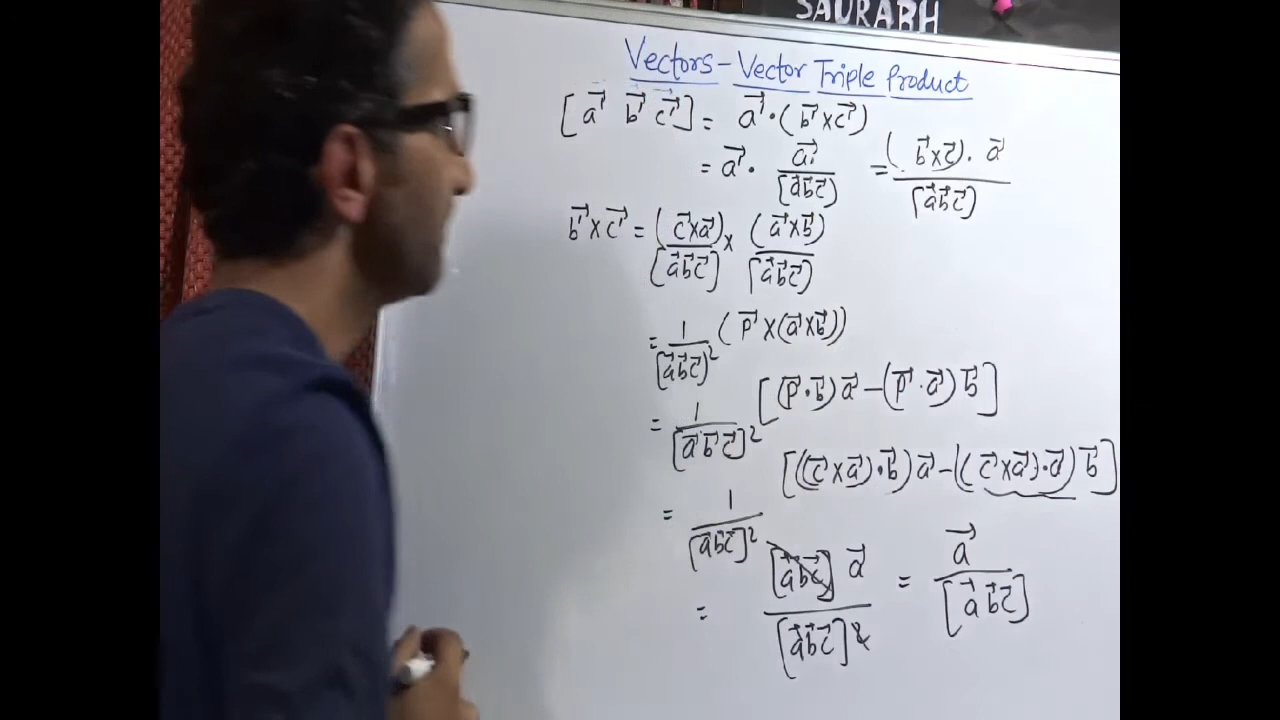 SAURABH
Vectors - Vector Triple Product
[a⃗ b⃗ c⃗'] = a⃗'·(b⃗'×c⃗')
= a⃗'· a⃗/[a⃗b⃗c⃗] = (b⃗×c⃗)·a⃗'/[a⃗b⃗c⃗]
b⃗'×c⃗' = (c⃗×a⃗)/[a⃗b⃗c⃗] × (a⃗×b⃗)/[a⃗b⃗c⃗]
= 1/[a⃗b⃗c⃗]² (p⃗×(a⃗×b⃗))
= 1/[a⃗b⃗c⃗]² [(p⃗·b⃗)a⃗-(p⃗·a⃗)b⃗]
= 1/[a⃗b⃗c⃗]² [((c⃗×a⃗)·b⃗)a⃗-((c⃗×a⃗)·a⃗)b⃗]
= [a⃗b⃗c⃗]a⃗/[a⃗b⃗c⃗]² = a⃗/[a⃗b⃗c⃗]